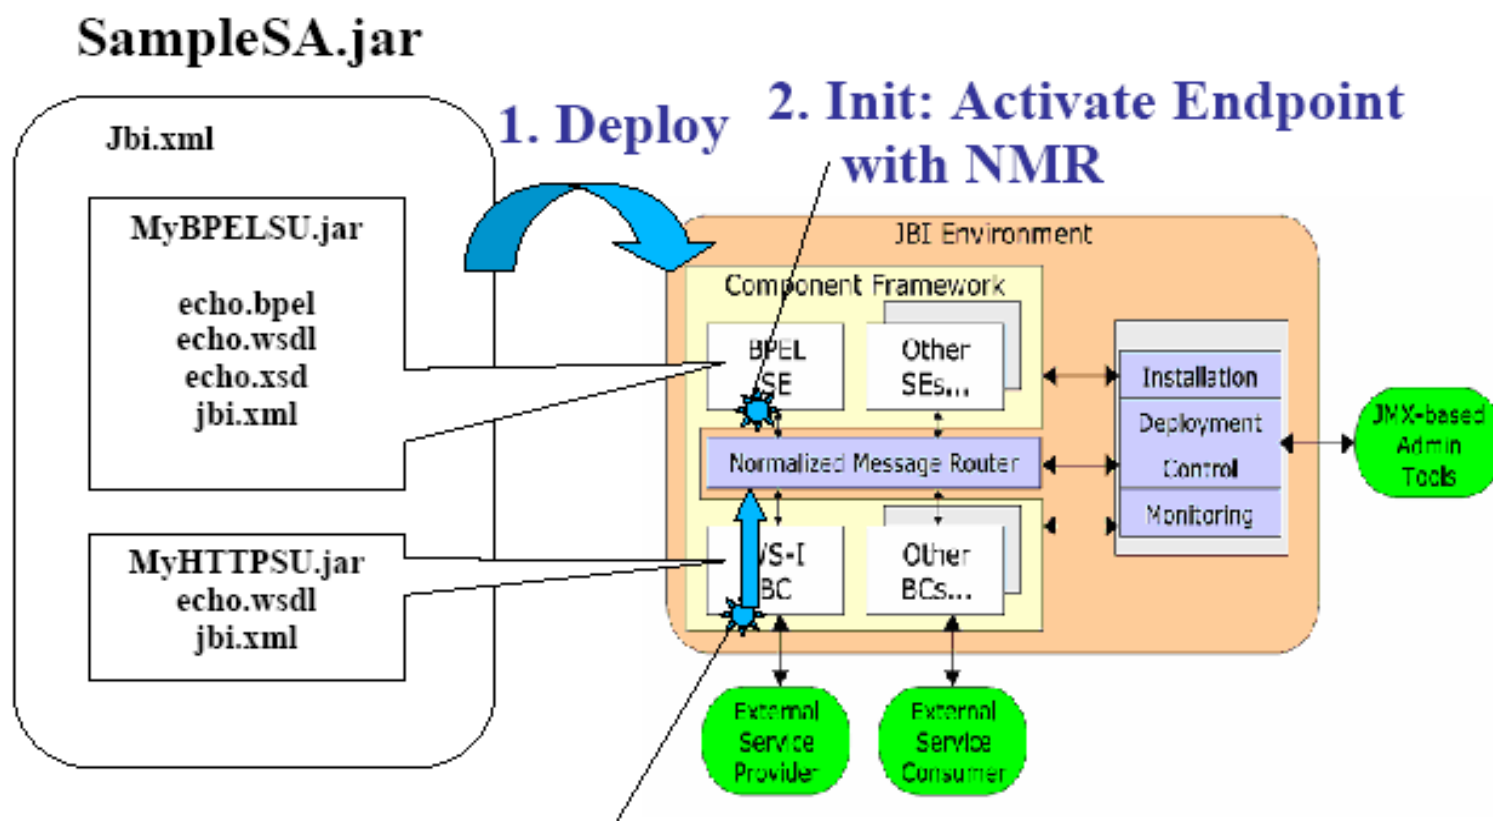 SampleSA.jar
Jbi.xml
MyBPELSU.jar
echo.bpel
echo.wsdl
echo.xsd
jbi.xml
MyHTTPSU.jar
echo.wsdl
jbi.xml
1. Deploy
2. Init: Activate Endpoint
with NMR
JBI Environment
Component Framework
BPEL
SE
Other
SEs...
Normalized Message Router
/S-I
BC
Other
BCs...
Installation
Deployment
Control
Monitoring
JMX-based
Admin
Tools
External
Service
Provider
External
Service
Consumer